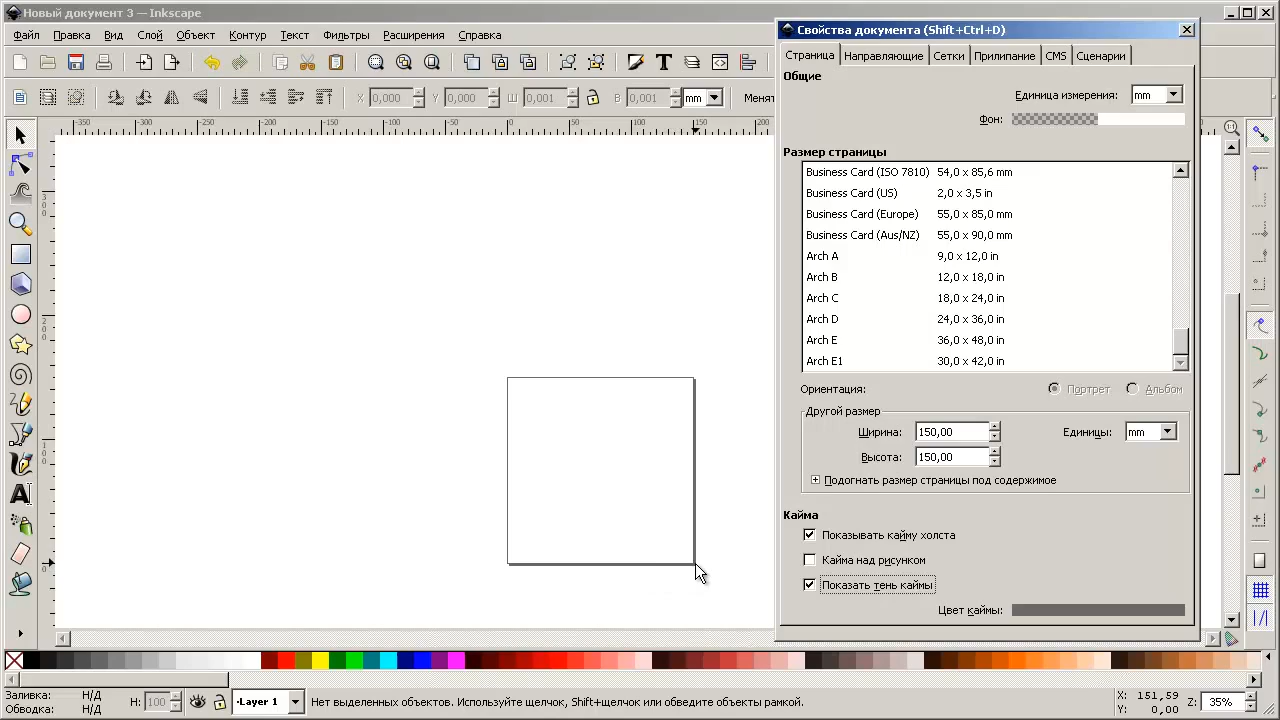 Новый документ 3 — Inkscape
Файл Вид Слой Объект Контур Текст Фильтры Расширения Справка
X 0,000 Y 0,000 Ш 0,001 В 0,001 mm
-350 -250 -200 -150 -100 -50 0 50 100 150 200
300
200
100
0
Свойства документа (Shift+Ctrl+D)
Страница Направляющие Сетки Прилипание CMS Сценарии
Общие
Единица измерения: mm
Фон:
Размер страницы
Business Card (ISO 7810) 54,0 x 85,6 mm
Business Card (US) 2,0 x 3,5 in
Business Card (Europe) 55,0 x 85,0 mm
Business Card (Aus/NZ) 55,0 x 90,0 mm
Arch A 9,0 x 12,0 in
Arch B 12,0 x 18,0 in
Arch C 18,0 x 24,0 in
Arch D 24,0 x 36,0 in
Arch E 36,0 x 48,0 in
Arch E1 30,0 x 42,0 in
Ориентация: Портрет Альбом
Другой размер
Ширина: 150,00 Единицы: mm
Высота: 150,00
Подогнать размер страницы под содержимое
Кайма
Показывать кайму холста
Кайма над рисунком
Показать тень каймы
Цвет каймы:
Заливка: Н/Д
Обводка: Н/Д
Н: 100
Layer 1
Нет выделенных объектов. Используйте щелчок, Shift+щелчок или обведите объекты рамкой.
X: 151,59
Y: 0,00
Z: 35%